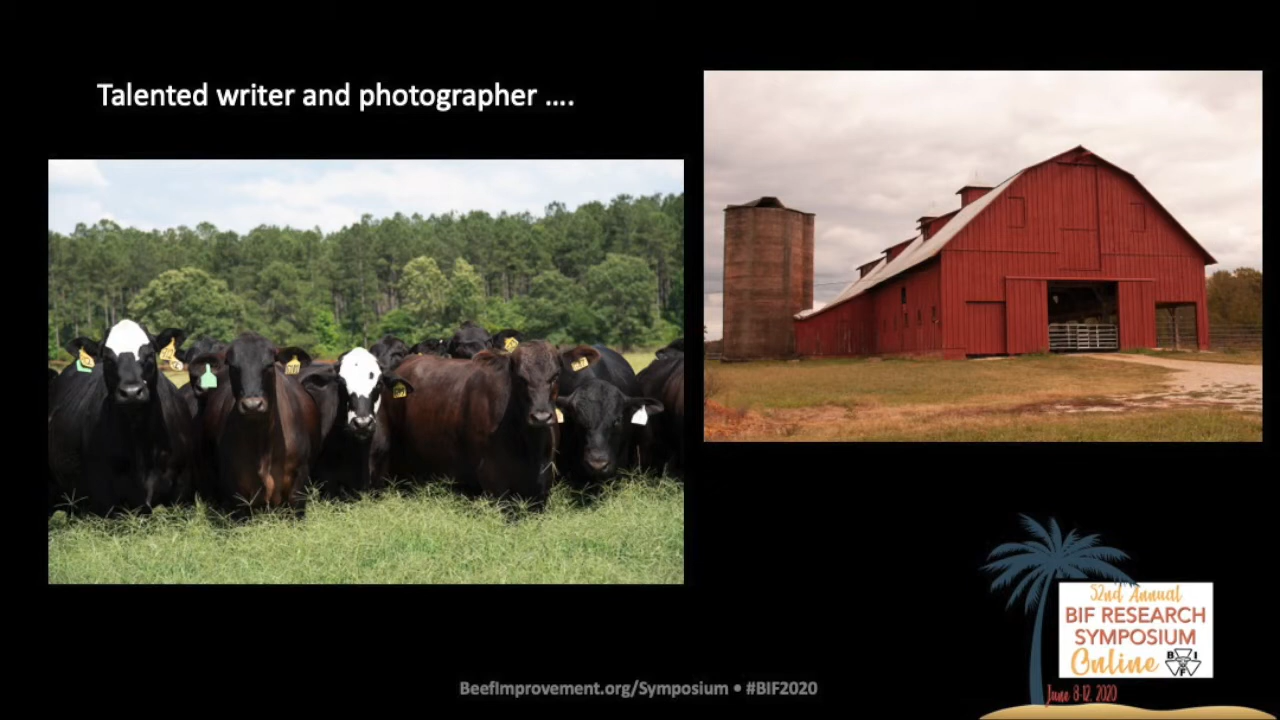 Talented writer and photographer ....
52nd Annual
BIF RESEARCH
SYMPOSIUM
Online
B I
F
June 8-12, 2020
BeefImprovement.org/Symposium • #BIF2020